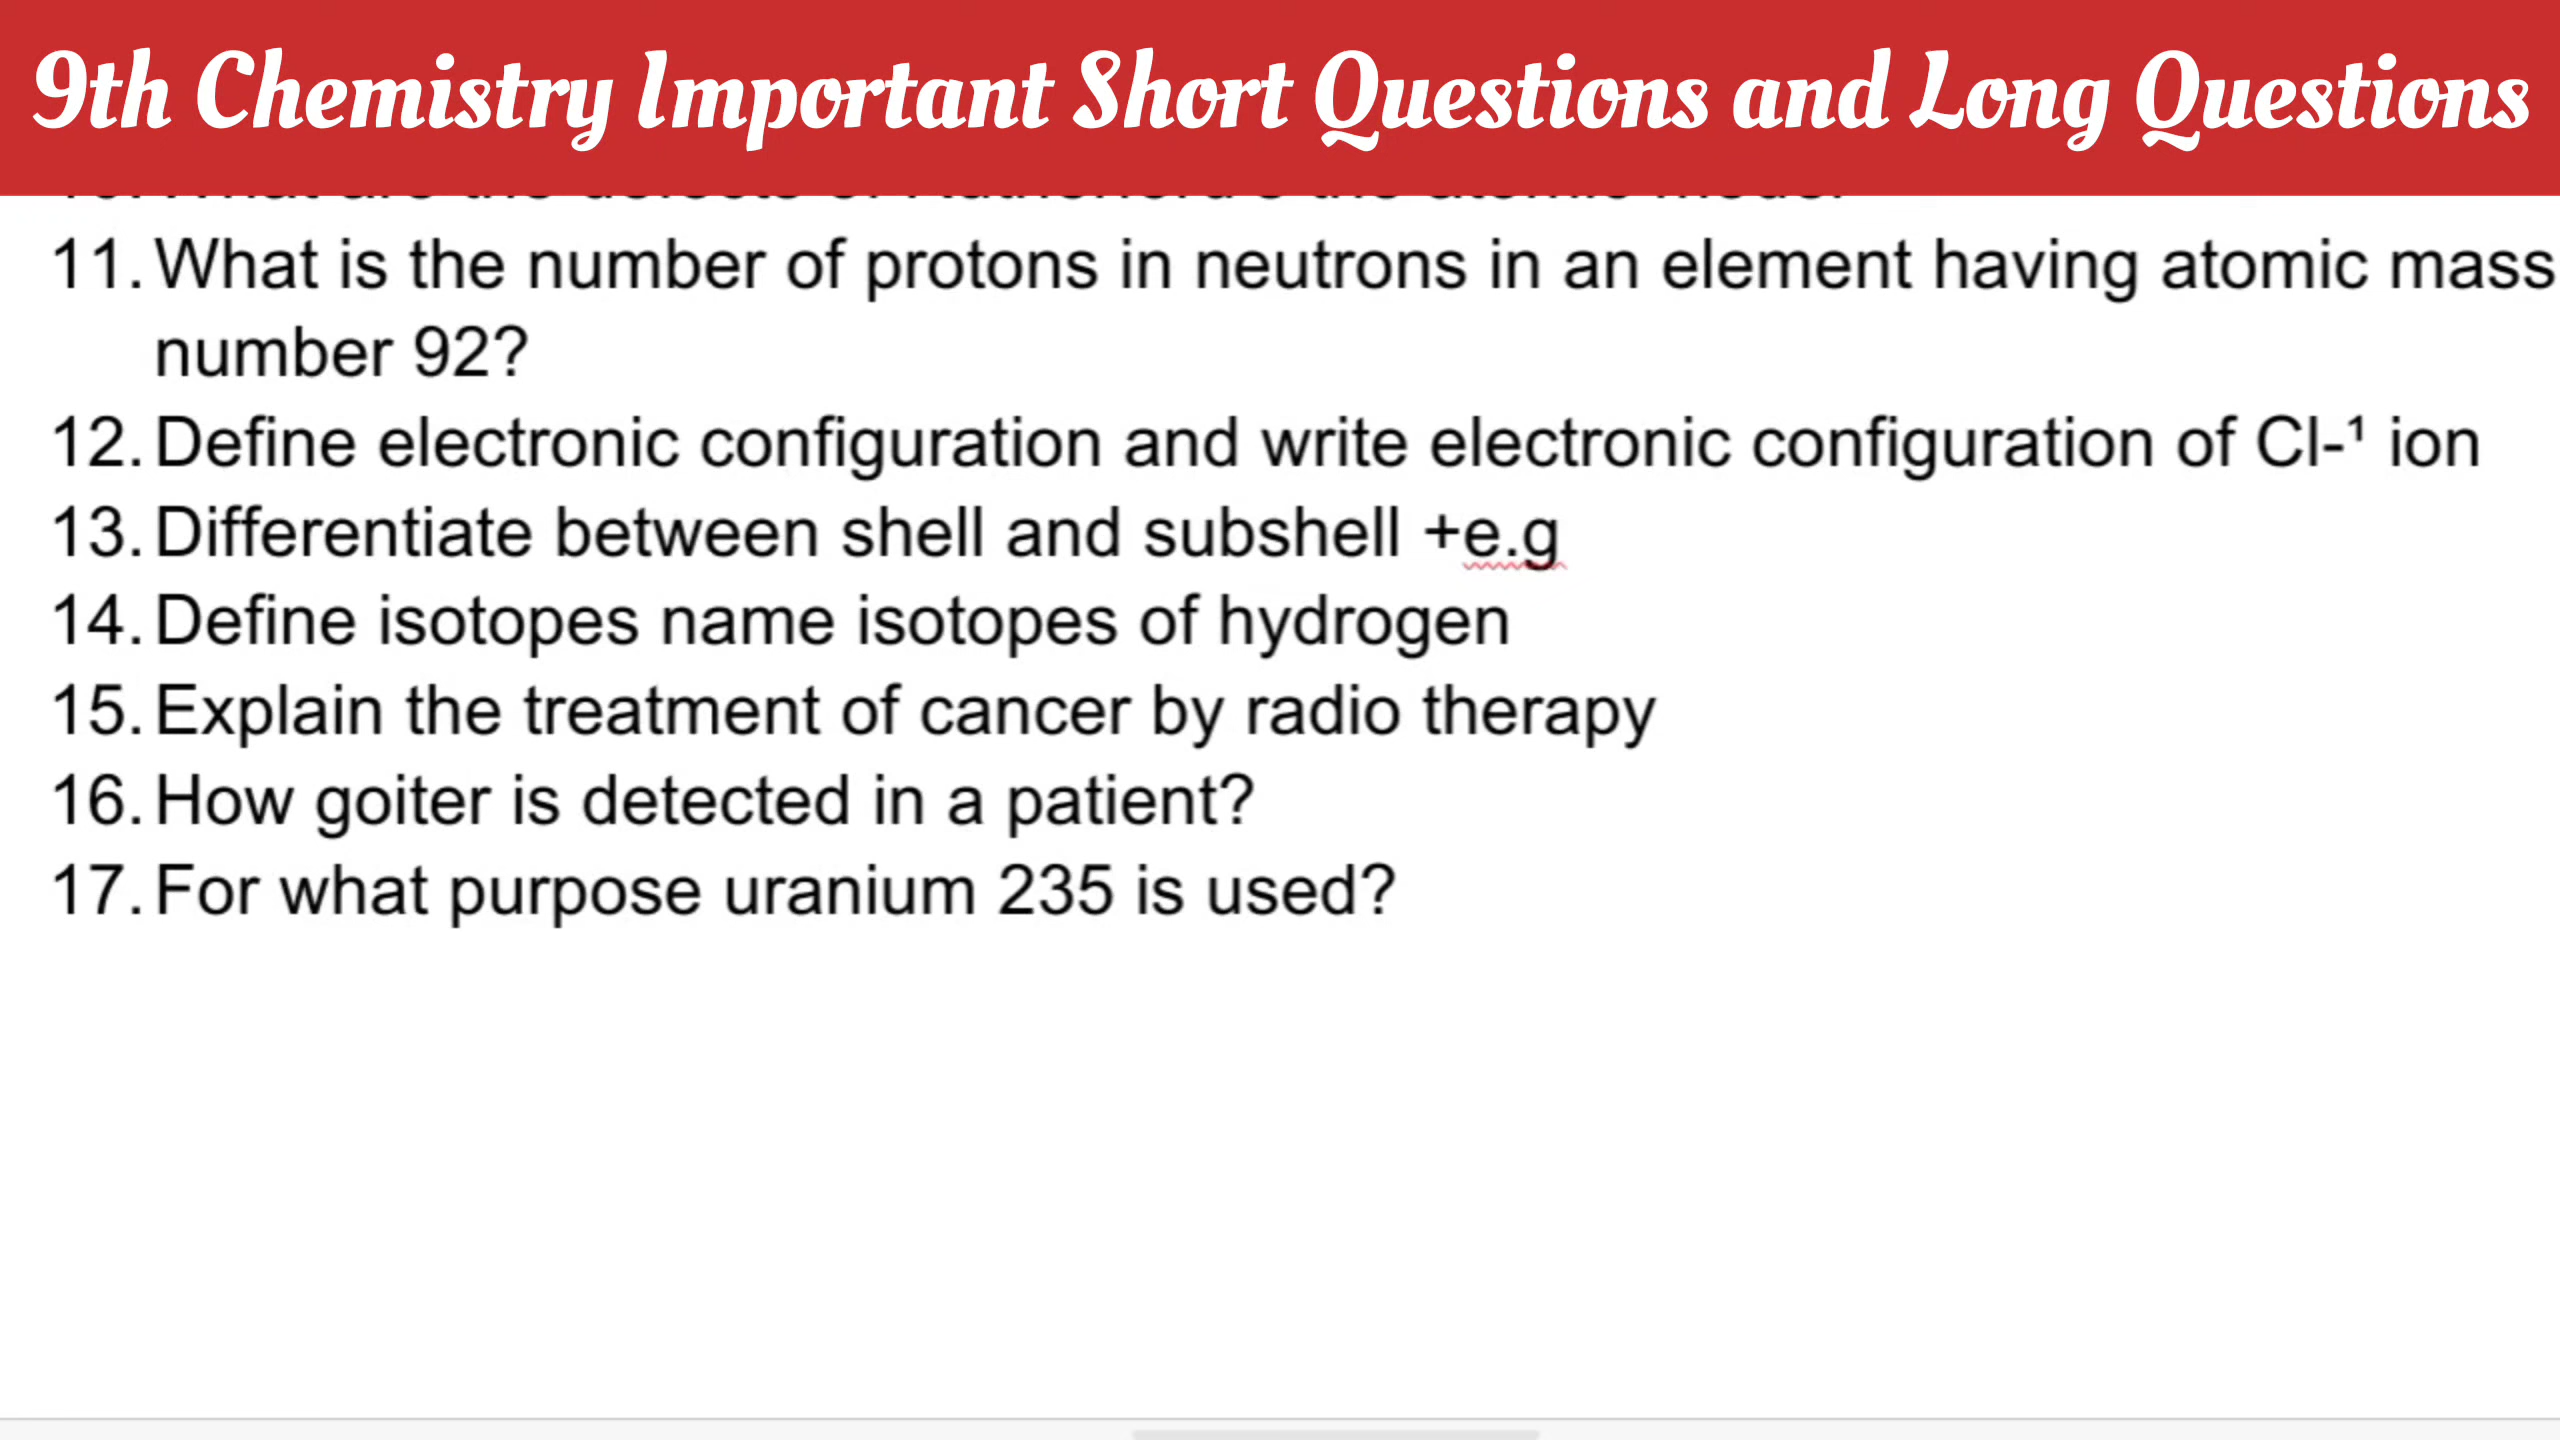 9th Chemistry Important Short Questions and Long Questions
11. What is the number of protons in neutrons in an element having atomic mass
number 92?
12. Define electronic configuration and write electronic configuration of Cl-¹ ion
13. Differentiate between shell and subshell +e.g
14. Define isotopes name isotopes of hydrogen
15. Explain the treatment of cancer by radio therapy
16. How goiter is detected in a patient?
17. For what purpose uranium 235 is used?